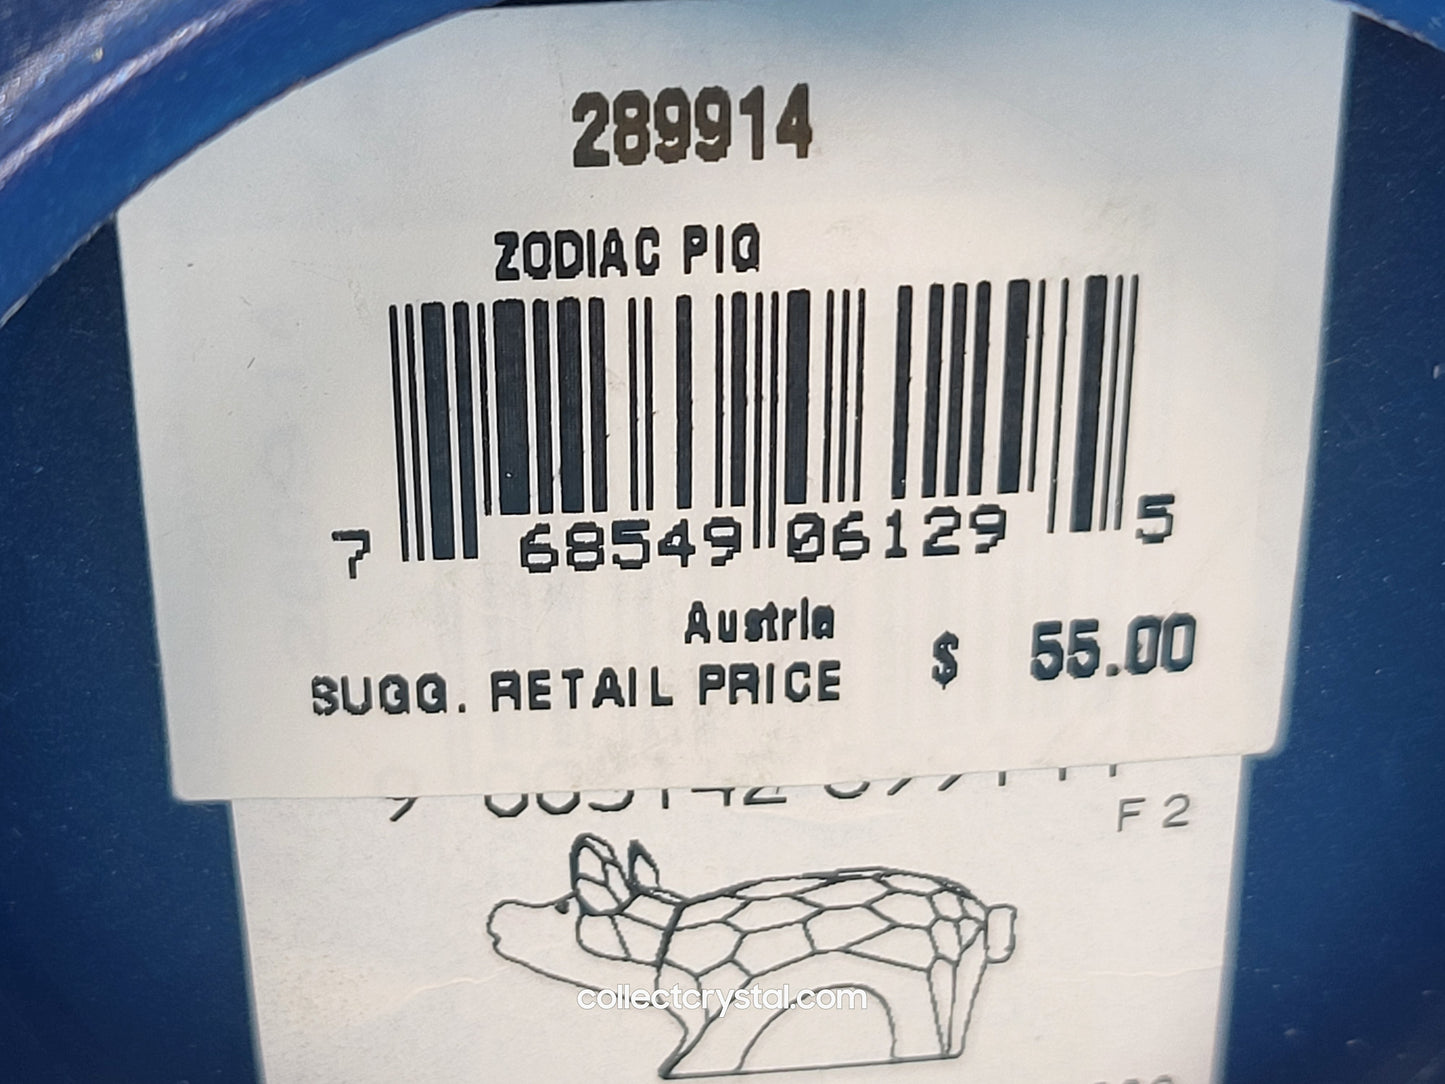 289914
ZODIAC PIG
7 68549 06129 5
Austria
SUGG. RETAIL PRICE $ 55.00
F 2
collectcrystal.com